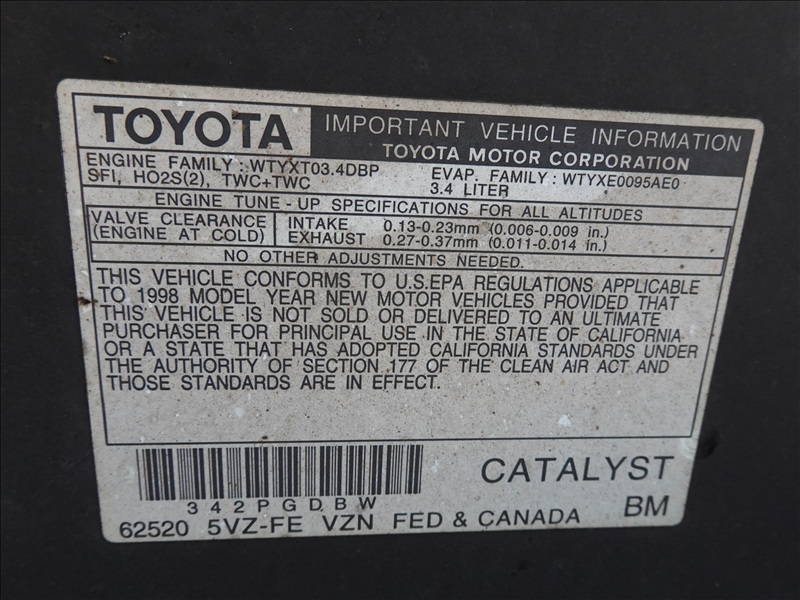 TOYOTA IMPORTANT VEHICLE INFORMATION
TOYOTA MOTOR CORPORATION
ENGINE FAMILY : WTYXT03.4DBP EVAP. FAMILY : WTYXE0095AE0
SFI, HO2S(2), TWC+TWC 3.4 LITER
ENGINE TUNE - UP SPECIFICATIONS FOR ALL ALTITUDES
VALVE CLEARANCE INTAKE 0.13-0.23mm (0.006-0.009 in.)
(ENGINE AT COLD) EXHAUST 0.27-0.37mm (0.011-0.014 in.)
NO OTHER ADJUSTMENTS NEEDED.
THIS VEHICLE CONFORMS TO U.S.EPA REGULATIONS APPLICABLE
TO 1998 MODEL YEAR NEW MOTOR VEHICLES PROVIDED THAT
THIS VEHICLE IS NOT SOLD OR DELIVERED TO AN ULTIMATE
PURCHASER FOR PRINCIPAL USE IN THE STATE OF CALIFORNIA
OR A STATE THAT HAS ADOPTED CALIFORNIA STANDARDS UNDER
THE AUTHORITY OF SECTION 177 OF THE CLEAN AIR ACT AND
THOSE STANDARDS ARE IN EFFECT.
CATALYST
342PGDBW
62520 5VZ-FE VZN FED & CANADA BM